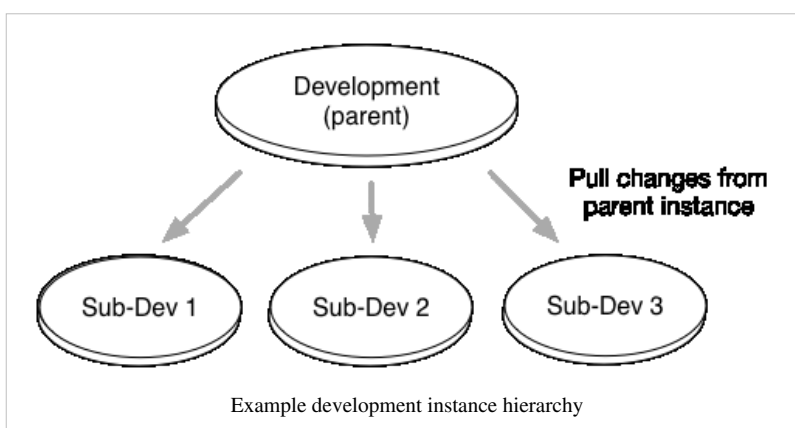 Development
(parent)
Pull changes from
parent instance
Sub-Dev 1
Sub-Dev 2
Sub-Dev 3
Example development instance hierarchy